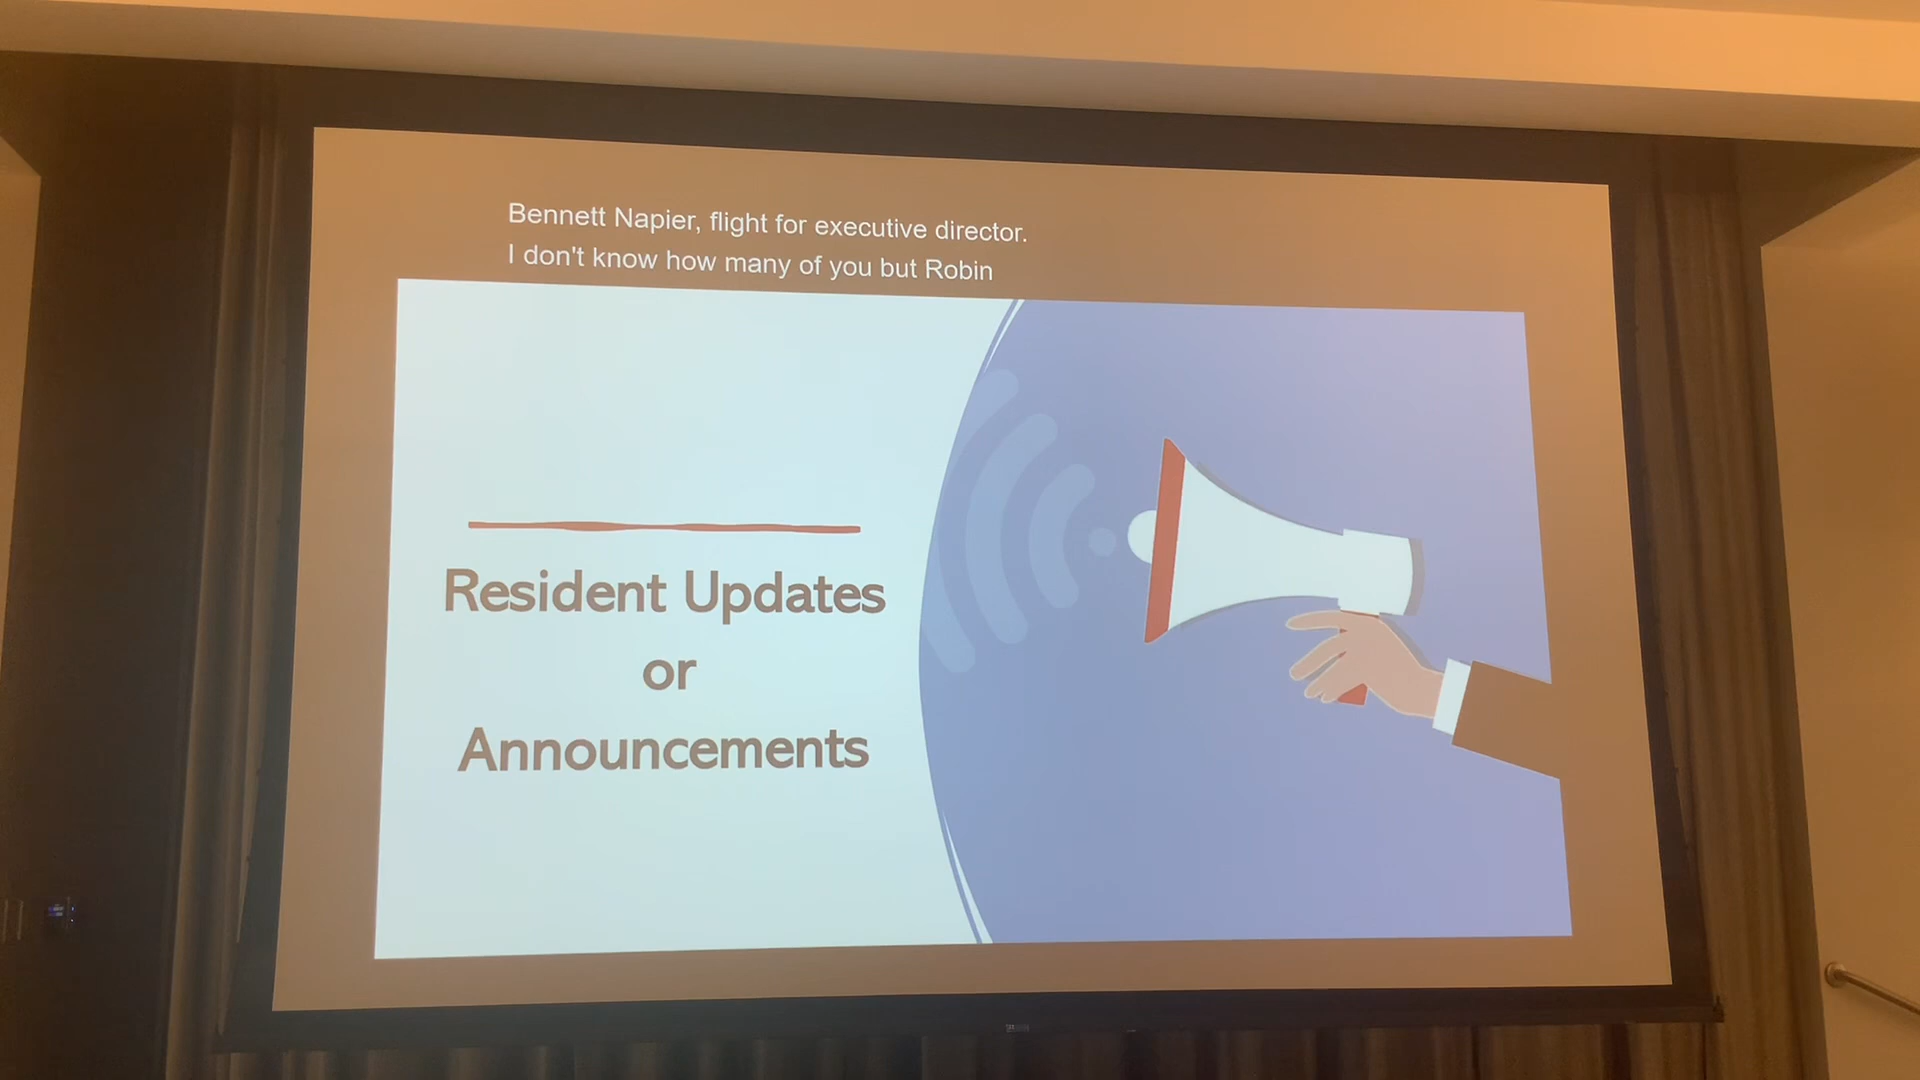 Bennett Napier, flight for executive director.
I don't know how many of you but Robin
Resident Updates
or
Announcements